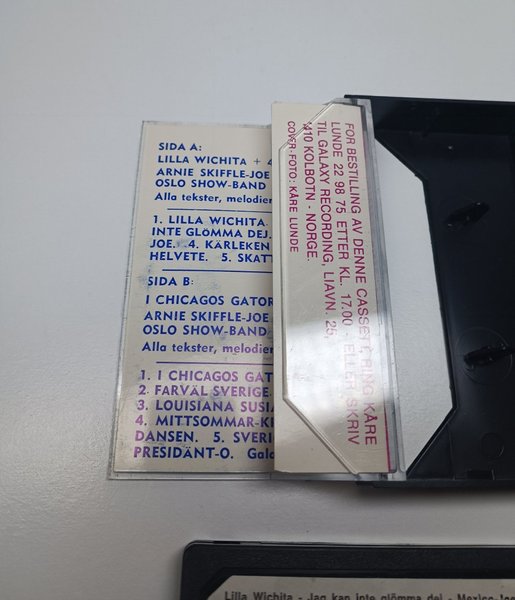 SIDA A:
LILLA WICHITA + 4
ARNIE SKIFFLE-JOE
OSLO SHOW-BAND
Alla tekster, melodier
1. LILLA WICHITA.
INTE GLÖMMA DEJ.
JOE. 4. KÄRLEKEN
HELVETE. 5. SKATT
SIDA B:
I CHICAGOS GATOR
ARNIE SKIFFLE-JOE
OSLO SHOW-BAND
Alla tekster, melodier
1. I CHICAGOS GAT
2. FARVÄL SVERIGE.
3. LOUISIANA SUSIA
4. MITTSOMMAR-KR
DANSEN. 5. SVERI
PRESIDÄNT-O. Gala
FOR BESTILLING AV DENNE CASSETT, RING KÅRE
LUNDE 22 98 75 ETTER KL. 17.00 - ELLER SKRIV
TIL GALAXY RECORDING, LIAVN. 25,
1410 KOLBOTN - NORGE.
COVER-FOTO: KÅRE LUNDE
Lilla Wichita - Jag kan inte glömma dej - Mexico-Joe